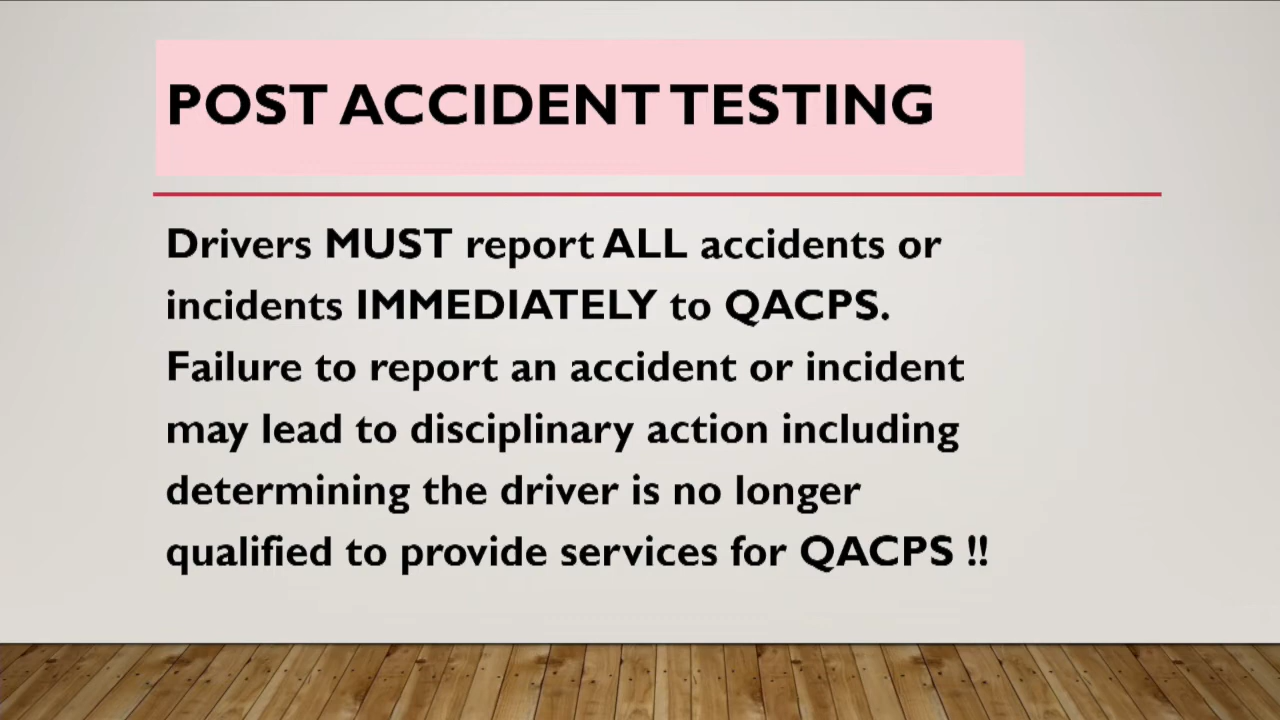 POST ACCIDENT TESTING
Drivers MUST report ALL accidents or
incidents IMMEDIATELY to QACPS.
Failure to report an accident or incident
may lead to disciplinary action including
determining the driver is no longer
qualified to provide services for QACPS !!